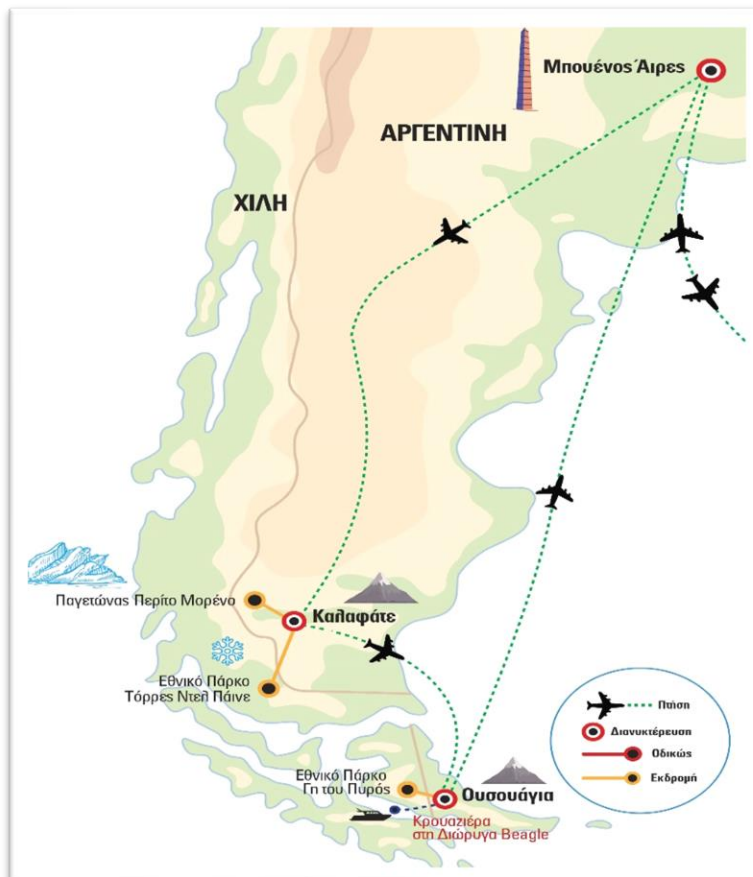 Μπουένος Άιρες
ΑΡΓΕΝΤΙΝΗ
ΧΙΛΗ
Παγετώνας Περίτο Μορένο
Καλαφάτε
Εθνικό Πάρκο
Τόρρες Ντελ Πάινε
Εθνικό Πάρκο
Γη του Πυρός
Ουσουάγια
Κρουαζιέρα
στη Διώρυγα Beagle
Πτήση
Διανυκτέρευση
Οδικώς
Εκδρομή